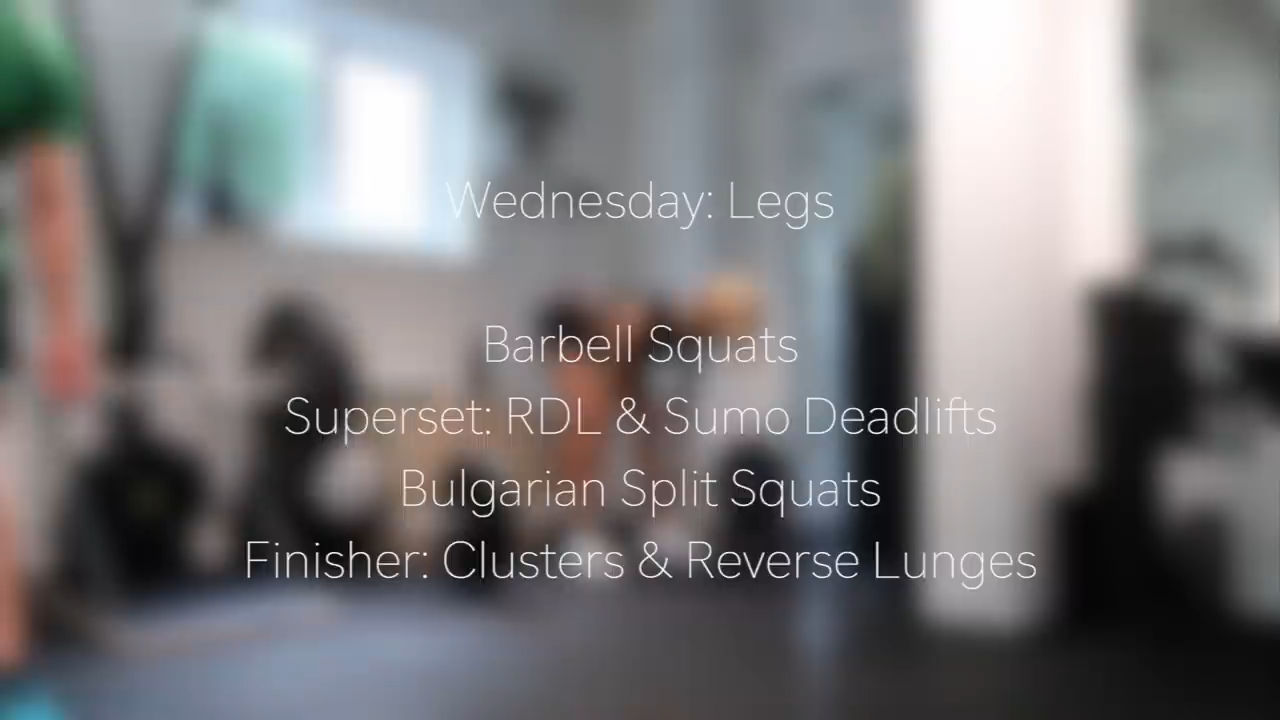 Wednesday: Legs
Barbell Squats
Superset: RDL & Sumo Deadlifts
Bulgarian Split Squats
Finisher: Clusters & Reverse Lunges